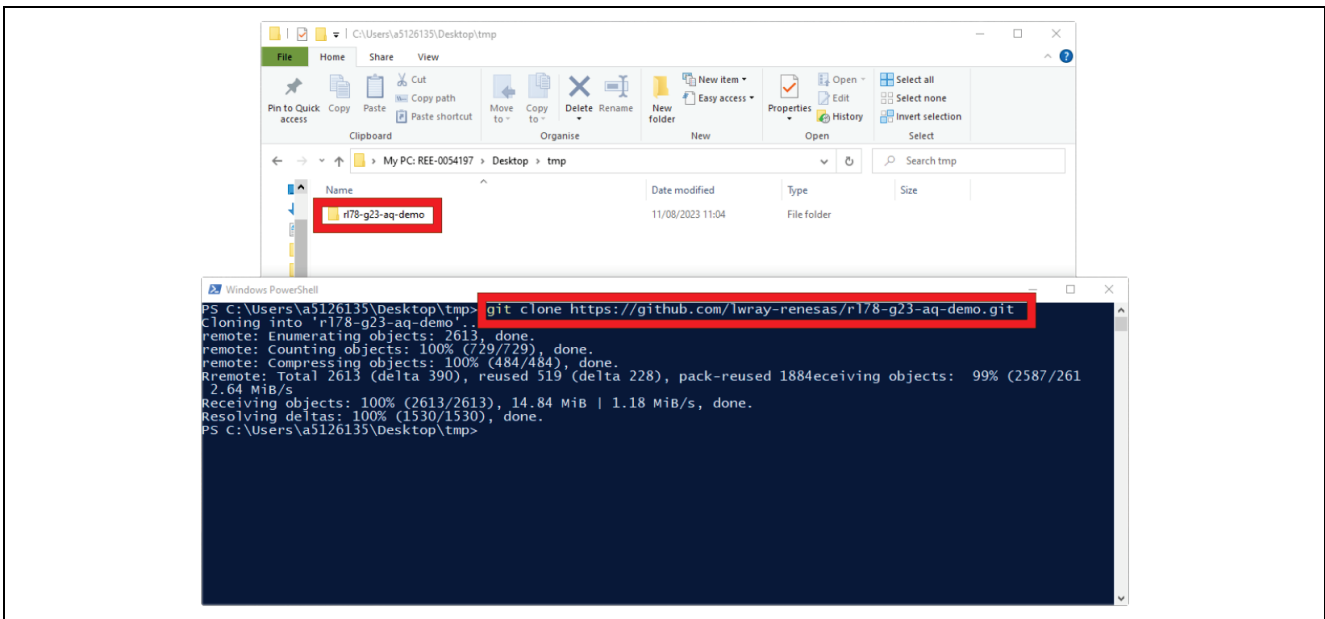 C:\Users\a5126135\Desktop\tmp
File Home Share View
Pin to Quick access
Copy
Paste
Cut
Copy path
Paste shortcut
Move to
Copy to
Delete
Rename
New folder
New item
Easy access
Properties
Open
Edit
History
Select all
Select none
Invert selection
Clipboard Organise New Open Select
My PC: REE-0054197 > Desktop > tmp
Search tmp
Name Date modified Type Size
rl78-g23-aq-demo 11/08/2023 11:04 File folder
Windows PowerShell
PS C:\Users\a5126135\Desktop\tmp> git clone https://github.com/lwray-renesas/rl78-g23-aq-demo.git
Cloning into 'rl78-g23-aq-demo'..
remote: Enumerating objects: 2613, done.
remote: Counting objects: 100% (729/729), done.
remote: Compressing objects: 100% (484/484), done.
Rremote: Total 2613 (delta 390), reused 519 (delta 228), pack-reused 1884eceiving objects:  99% (2587/261
2.64 MiB/s
Receiving objects: 100% (2613/2613), 14.84 MiB | 1.18 MiB/s, done.
Resolving deltas: 100% (1530/1530), done.
PS C:\Users\a5126135\Desktop\tmp>